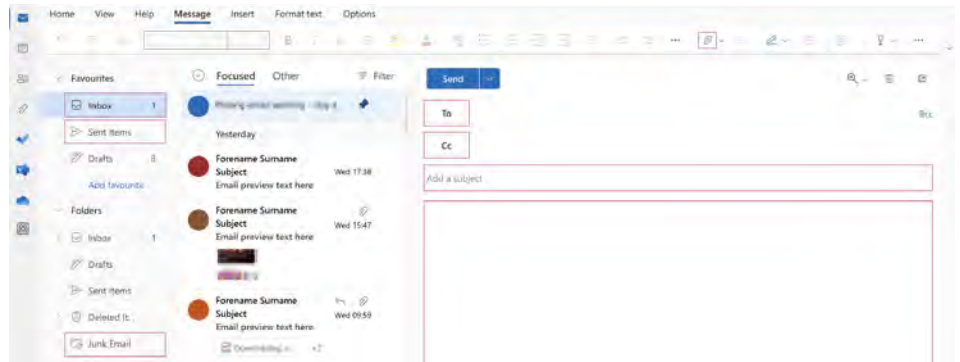 Home View Help Message Insert Format text Options
B
Favourites
Inbox 1
Sent Items
Drafts 8
Add favourite
Folders
Inbox 1
Drafts
Sent Items
Deleted It...
Junk Email
Focused Other Filter
Yesterday
Forename Surname
Subject Wed 17:38
Email preview text here
Forename Surname
Subject Wed 15:47
Email preview text here
Forename Surname
Subject Wed 09:59
Email preview text here
+2
Send
To Bcc
Cc
Add a subject